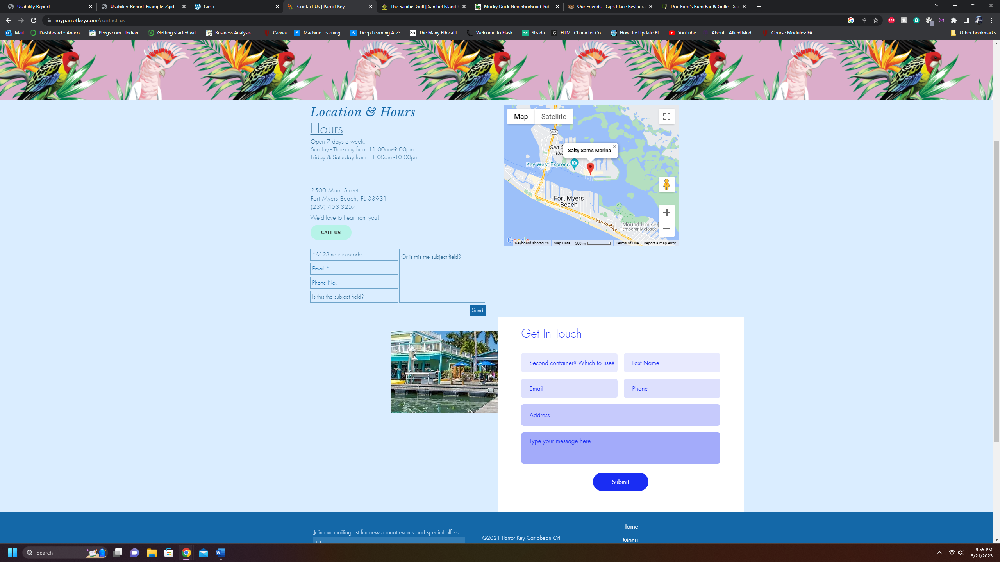 Usability Report
Usability_Report_Example_2.pdf
Cielo
Contact Us | Parrot Key
The Sanibel Grill | Sanibel Island
Mucky Duck Neighborhood Pub
Our Friends - Cips Place Restaura
Doc Ford's Rum Bar & Grille - Sa
myparrotkey.com/contact-us
ABP
Mail
Dashboard :: Anaco...
Peegs.com - Indian...
Getting started wit...
Business Analysis -...
Canvas
Machine Learning...
Deep Learning A-Z:...
The Many Ethical I...
Welcome to Flask...
Strada
HTML Character Co...
How-To: Update Bl...
YouTube
About - Allied Medi...
Course Modules: FA...
Other bookmarks
Location & Hours
Hours
Open 7 days a week.
Sunday - Thursday from 11:00am-9:00pm
Friday & Saturday from 11:00am -10:00pm
2500 Main Street
Fort Myers Beach, FL 33931
(239) 463-3257
We'd love to hear from you!
CALL US
*&123maliciouscode
Email *
Phone No.
Is this the subject field?
Or is this the subject field?
Send
Map
Satellite
865
San C
Isla
Salty Sam's Marina
Key West Express
Fort Myers
Beach
Estero Blvd
Mound House
Temporarily closed
Google
Keyboard shortcuts
Map Data
500 m
Terms of Use
Report a map error
Get In Touch
Second container? Which to use?
Last Name
Email
Phone
Address
Type your message here
Submit
Join our mailing list for news about events and special offers.
Name
©2021 Parrot Key Caribbean Grill
Home
Menu
Search
9:55 PM
3/21/2023